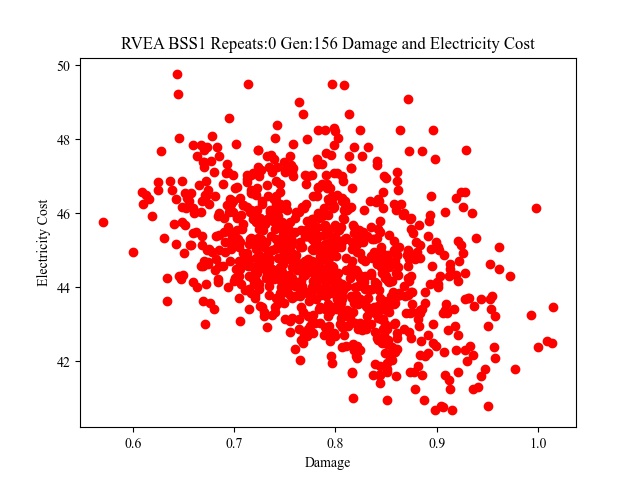 RVEA BSS1 Repeats:0 Gen:156 Damage and Electricity Cost
50
48
46
44
42
Electricity Cost
0.6 0.7 0.8 0.9 1.0
Damage